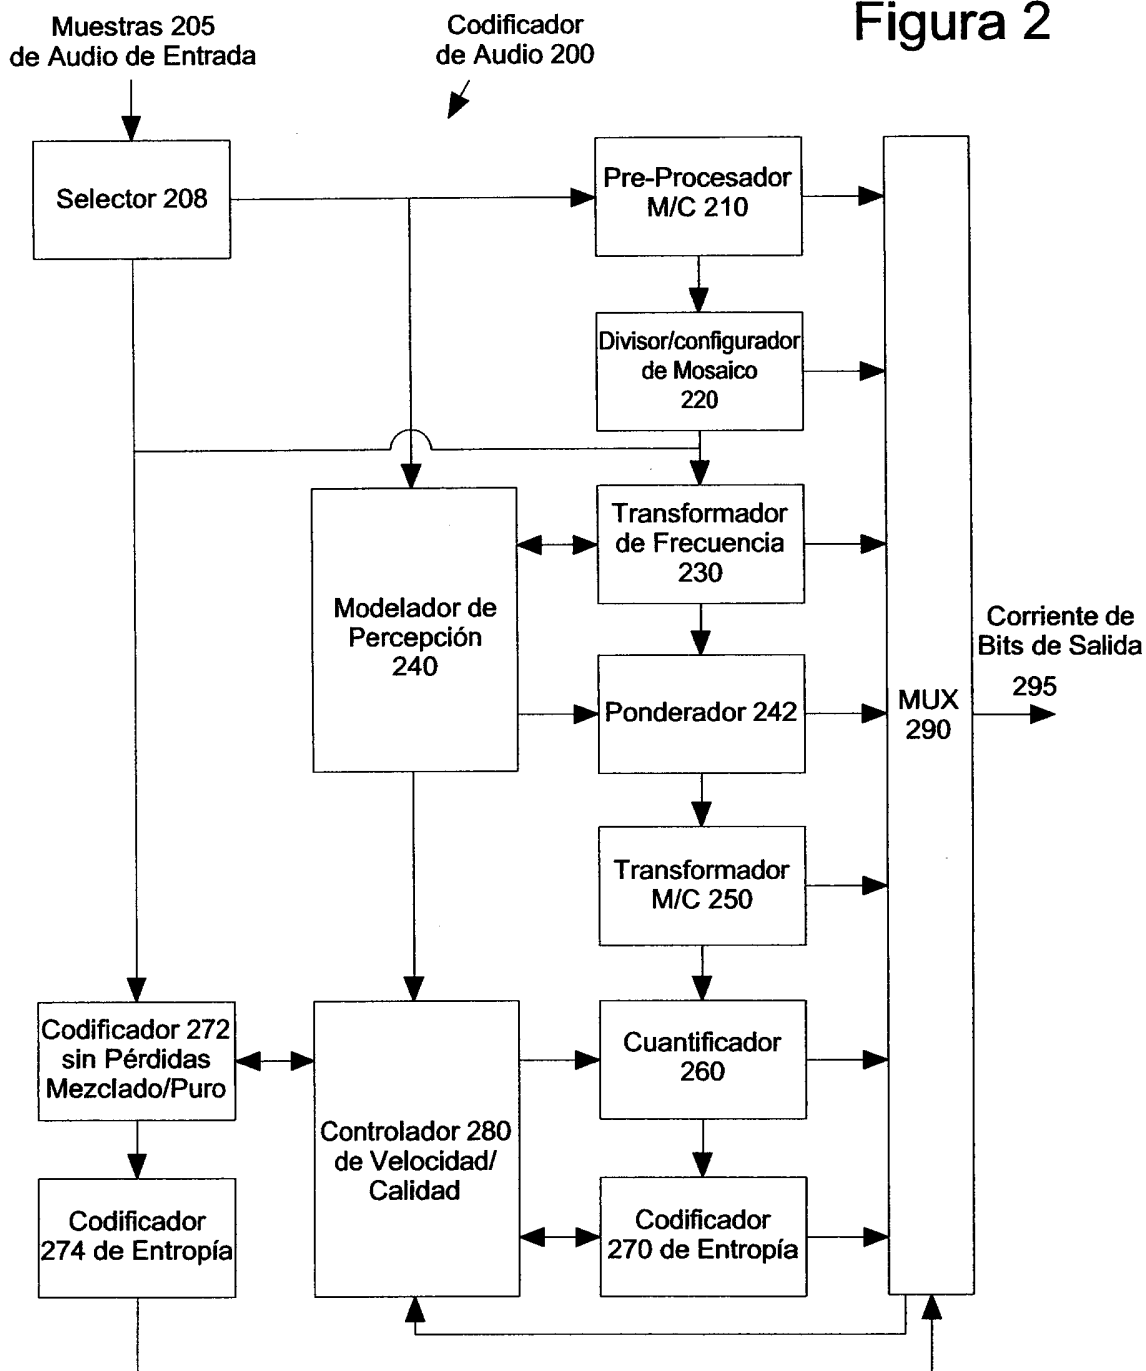 Muestras 205
de Audio de Entrada
Codificador
de Audio 200
Figura 2
Selector 208
Pre-Procesador
M/C 210
Divisor/configurador
de Mosaico
220
Transformador
de Frecuencia
230
Modelador de
Percepción
240
Ponderador 242
MUX
290
Corriente de
Bits de Salida
295
Transformador
M/C 250
Codificador 272
sin Pérdidas
Mezclado/Puro
Controlador 280
de Velocidad/
Calidad
Cuantificador
260
Codificador
274 de Entropía
Codificador
270 de Entropía